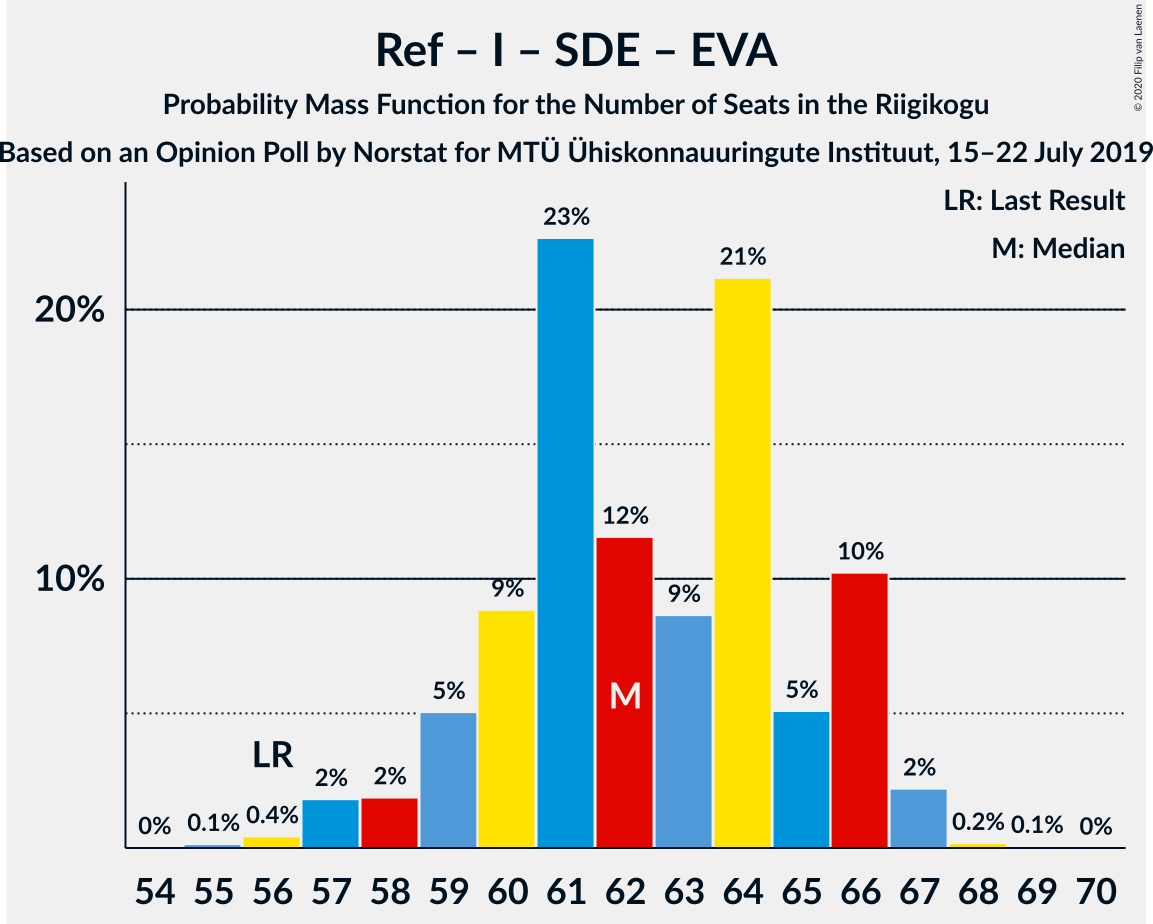 Ref – I – SDE – EVA
Probability Mass Function for the Number of Seats in the Riigikogu
Based on an Opinion Poll by Norstat for MTÜ Ühiskonnauuringute Instituut, 15–22 July 2019
© 2020 Filip van Laenen
LR: Last Result
M: Median
23%
21%
20%
12%
10%
10%
9%
9%
5%
5%
M
LR
2%
2%
2%
0%
0.1%
0.4%
0.2%
0.1%
0%
54 55 56 57 58 59 60 61 62 63 64 65 66 67 68 69 70